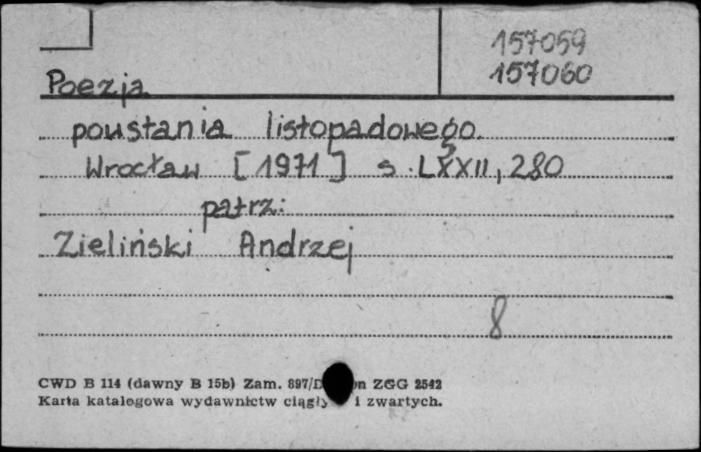 157059
157060
Poezja
powstania listopadowego.
Wrocław [1971] s. LXXII, 280
patrz:
Zieliński Andrzej
8
CWD B 114 (dawny B 15b) Zam. 897/D n ZGG 2542
Karta katalogowa wydawnictw ciągły i zwartych.